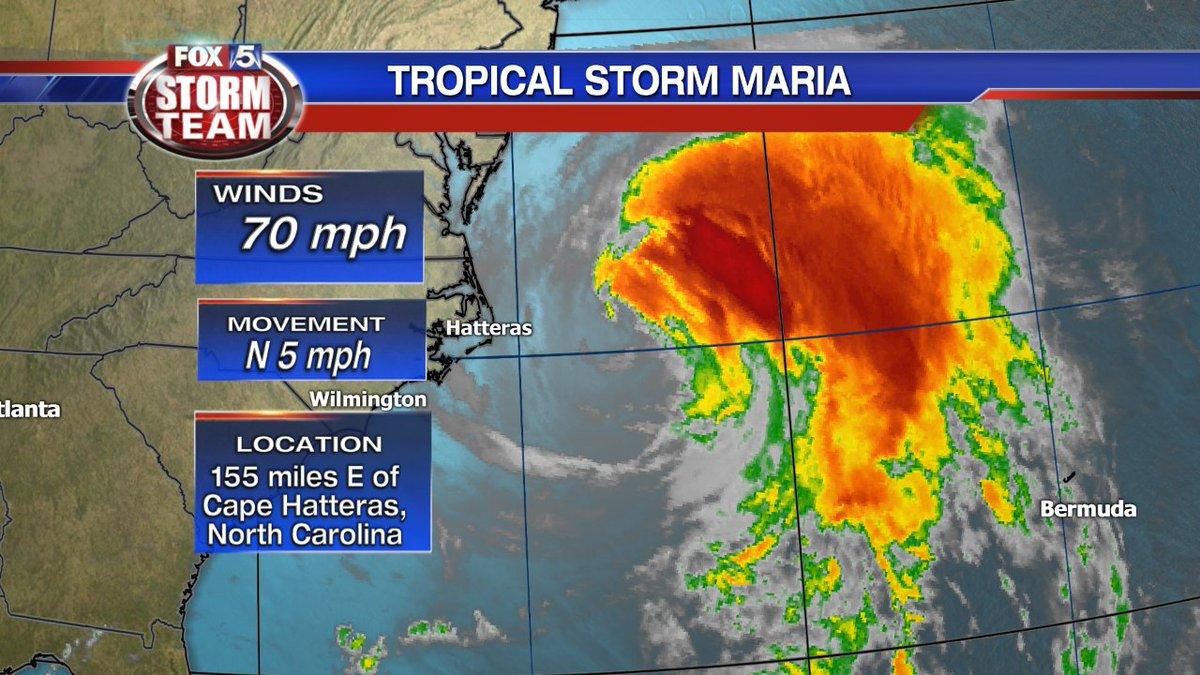 FOX 5
STORM
TEAM
TROPICAL STORM MARIA
WINDS
70 mph
MOVEMENT
N 5 mph
Hatteras
Wilmington
tlanta
LOCATION
155 miles E of
Cape Hatteras,
North Carolina
Bermuda